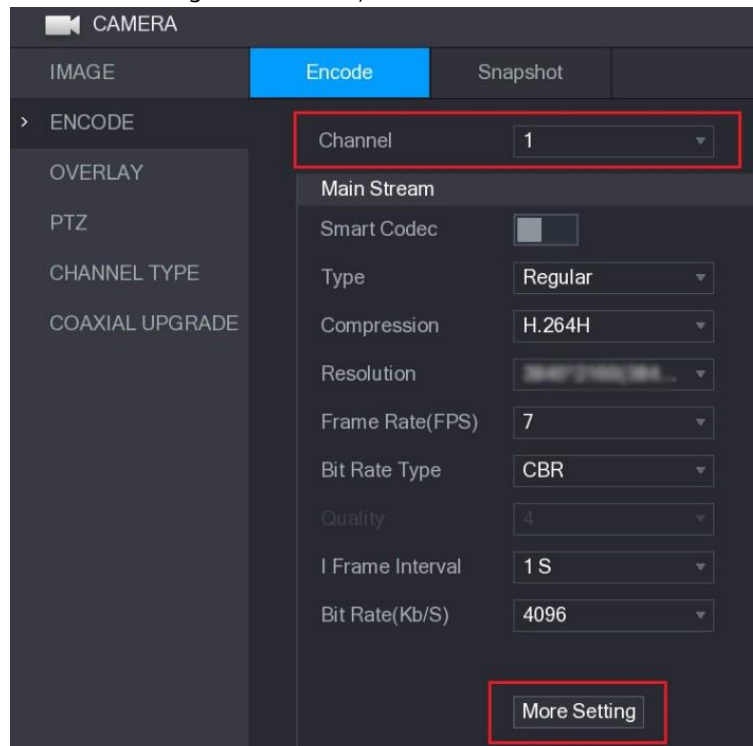 CAMERA
IMAGE
Encode Snapshot
ENCODE
Channel 1
OVERLAY
Main Stream
PTZ
Smart Codec
CHANNEL TYPE
Type Regular
COAXIAL UPGRADE
Compression H.264H
Resolution
Frame Rate(FPS) 7
Bit Rate Type CBR
Quality 4
I Frame Interval 1 S
Bit Rate(Kb/S) 4096
More Setting